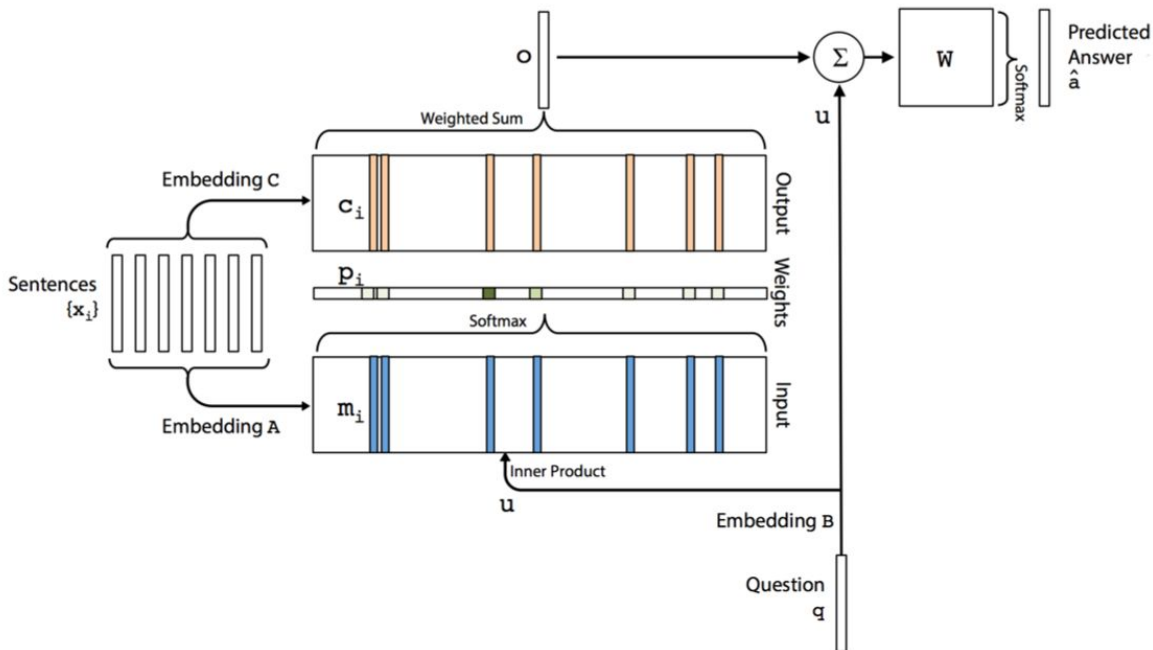 o
Σ
W
Softmax
Predicted
Answer
â
u
Weighted Sum
Embedding C
c_i
Output
Sentences
{x_i}
p_i
Weights
Softmax
m_i
Input
Embedding A
Inner Product
u
Embedding B
Question
q